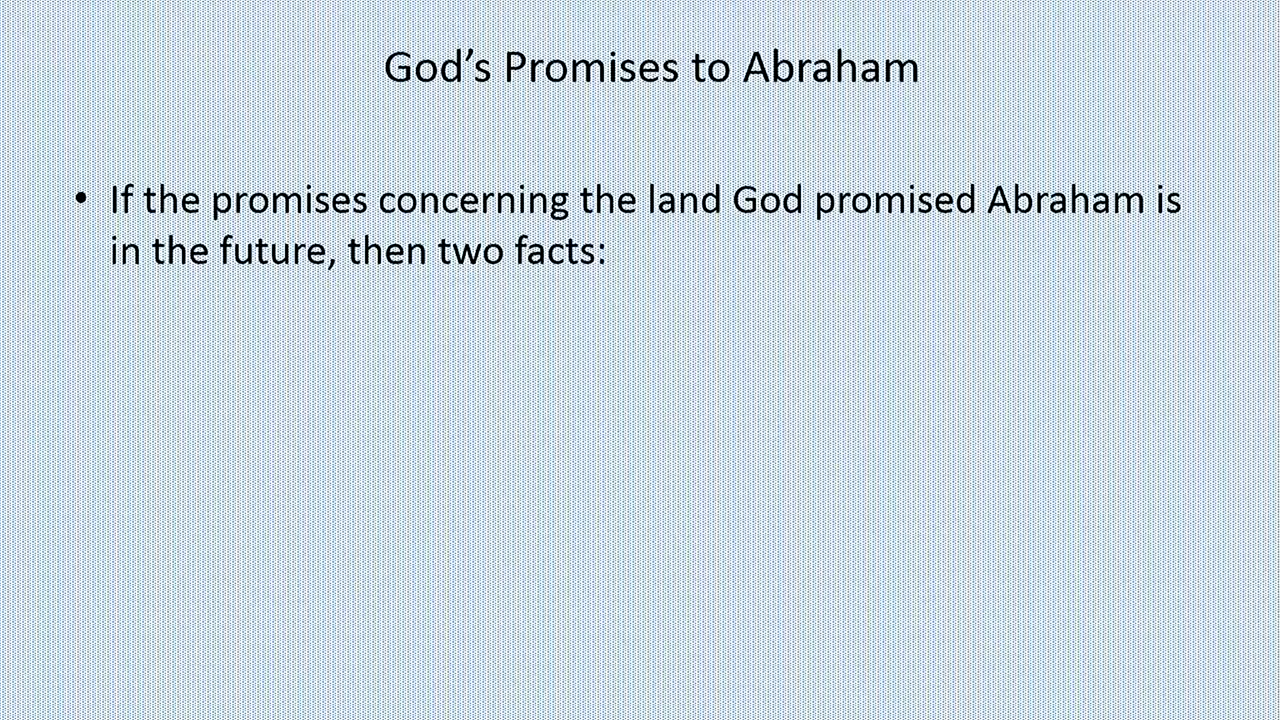 God’s Promises to Abraham
• If the promises concerning the land God promised Abraham is
in the future, then two facts: